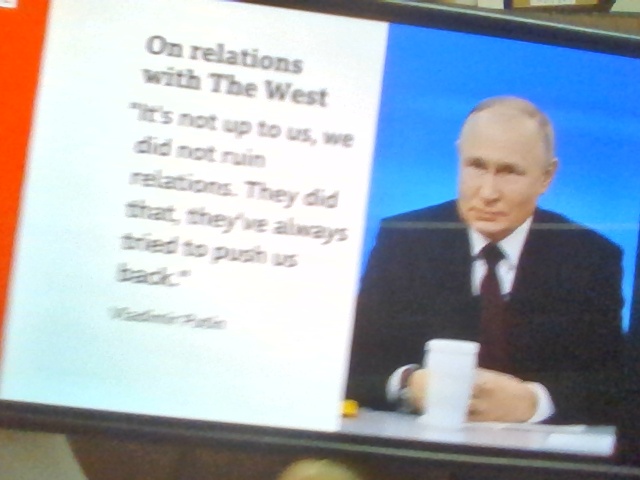 On relations
with The West
"It's not up to us, we
did not ruin
relations. They did
that, they've always
tried to push us
back."
Vladimir Putin